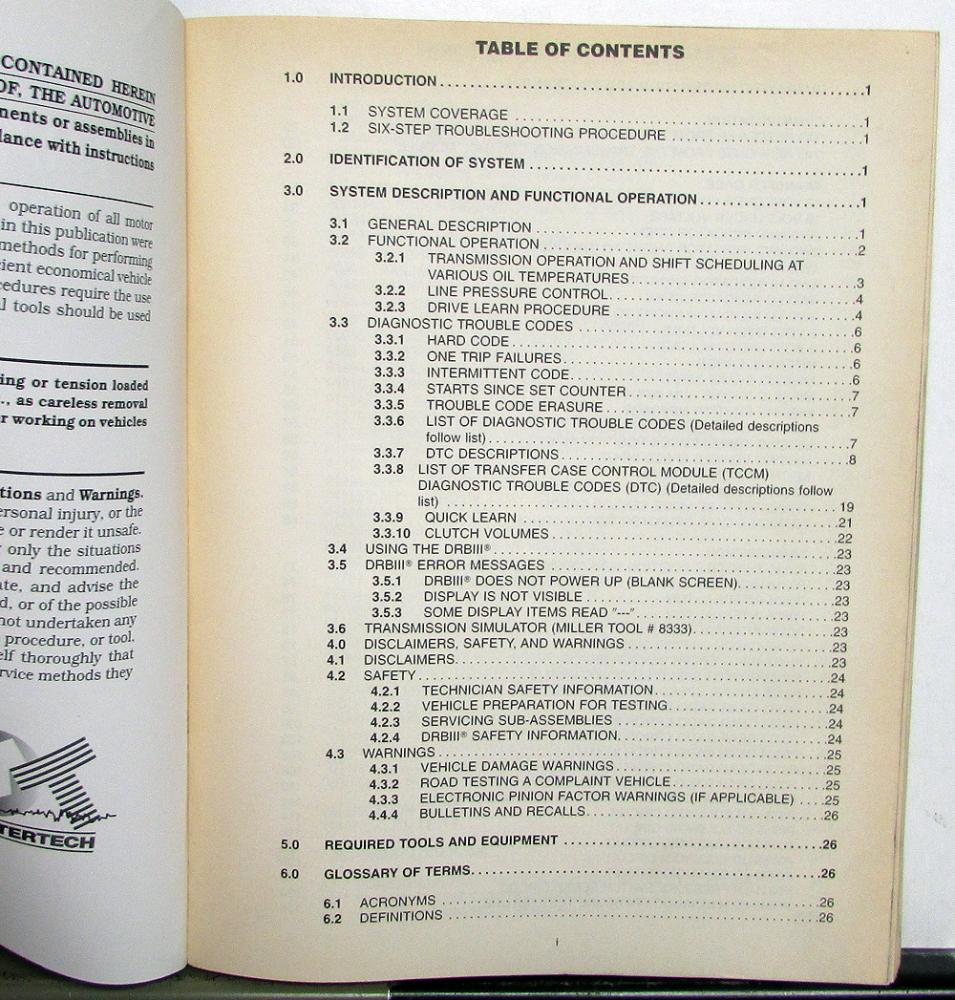 CONTAINED HEREIN
OF, THE AUTOMOTIVE
nents or assemblies in
lance with instructions
operation of all motor
in this publication were
methods for performing
cient economical vehicle
cedures require the use
l tools should be used
ing or tension loaded
., as careless removal
r working on vehicles
tions and Warnings.
ersonal injury, or the
e or render it unsafe.
only the situations
and recommended.
ate, and advise the
d, or of the possible
not undertaken any
procedure, or tool.
elf thoroughly that
rvice methods they
TERTECH
TABLE OF CONTENTS
1.0 INTRODUCTION.................1
1.1 SYSTEM COVERAGE.................1
1.2 SIX-STEP TROUBLESHOOTING PROCEDURE.................1
2.0 IDENTIFICATION OF SYSTEM.................1
3.0 SYSTEM DESCRIPTION AND FUNCTIONAL OPERATION.................1
3.1 GENERAL DESCRIPTION.................1
3.2 FUNCTIONAL OPERATION.................2
3.2.1 TRANSMISSION OPERATION AND SHIFT SCHEDULING AT
VARIOUS OIL TEMPERATURES.................3
3.2.2 LINE PRESSURE CONTROL.................4
3.2.3 DRIVE LEARN PROCEDURE.................4
3.3 DIAGNOSTIC TROUBLE CODES.................6
3.3.1 HARD CODE.................6
3.3.2 ONE TRIP FAILURES.................6
3.3.3 INTERMITTENT CODE.................6
3.3.4 STARTS SINCE SET COUNTER.................7
3.3.5 TROUBLE CODE ERASURE.................7
3.3.6 LIST OF DIAGNOSTIC TROUBLE CODES (Detailed descriptions
follow list).................7
3.3.7 DTC DESCRIPTIONS.................8
3.3.8 LIST OF TRANSFER CASE CONTROL MODULE (TCCM)
DIAGNOSTIC TROUBLE CODES (DTC) (Detailed descriptions follow
list).................19
3.3.9 QUICK LEARN.................21
3.3.10 CLUTCH VOLUMES.................22
3.4 USING THE DRBIII®.................23
3.5 DRBIII® ERROR MESSAGES.................23
3.5.1 DRBIII® DOES NOT POWER UP (BLANK SCREEN).................23
3.5.2 DISPLAY IS NOT VISIBLE.................23
3.5.3 SOME DISPLAY ITEMS READ "---".................23
3.6 TRANSMISSION SIMULATOR (MILLER TOOL # 8333).................23
4.0 DISCLAIMERS, SAFETY, AND WARNINGS.................23
4.1 DISCLAIMERS.................23
4.2 SAFETY.................24
4.2.1 TECHNICIAN SAFETY INFORMATION.................24
4.2.2 VEHICLE PREPARATION FOR TESTING.................24
4.2.3 SERVICING SUB-ASSEMBLIES.................24
4.2.4 DRBIII® SAFETY INFORMATION.................24
4.3 WARNINGS.................25
4.3.1 VEHICLE DAMAGE WARNINGS.................25
4.3.2 ROAD TESTING A COMPLAINT VEHICLE.................25
4.3.3 ELECTRONIC PINION FACTOR WARNINGS (IF APPLICABLE)....25
4.4.4 BULLETINS AND RECALLS.................26
5.0 REQUIRED TOOLS AND EQUIPMENT.................26
6.0 GLOSSARY OF TERMS.................26
6.1 ACRONYMS.................26
6.2 DEFINITIONS.................26
i